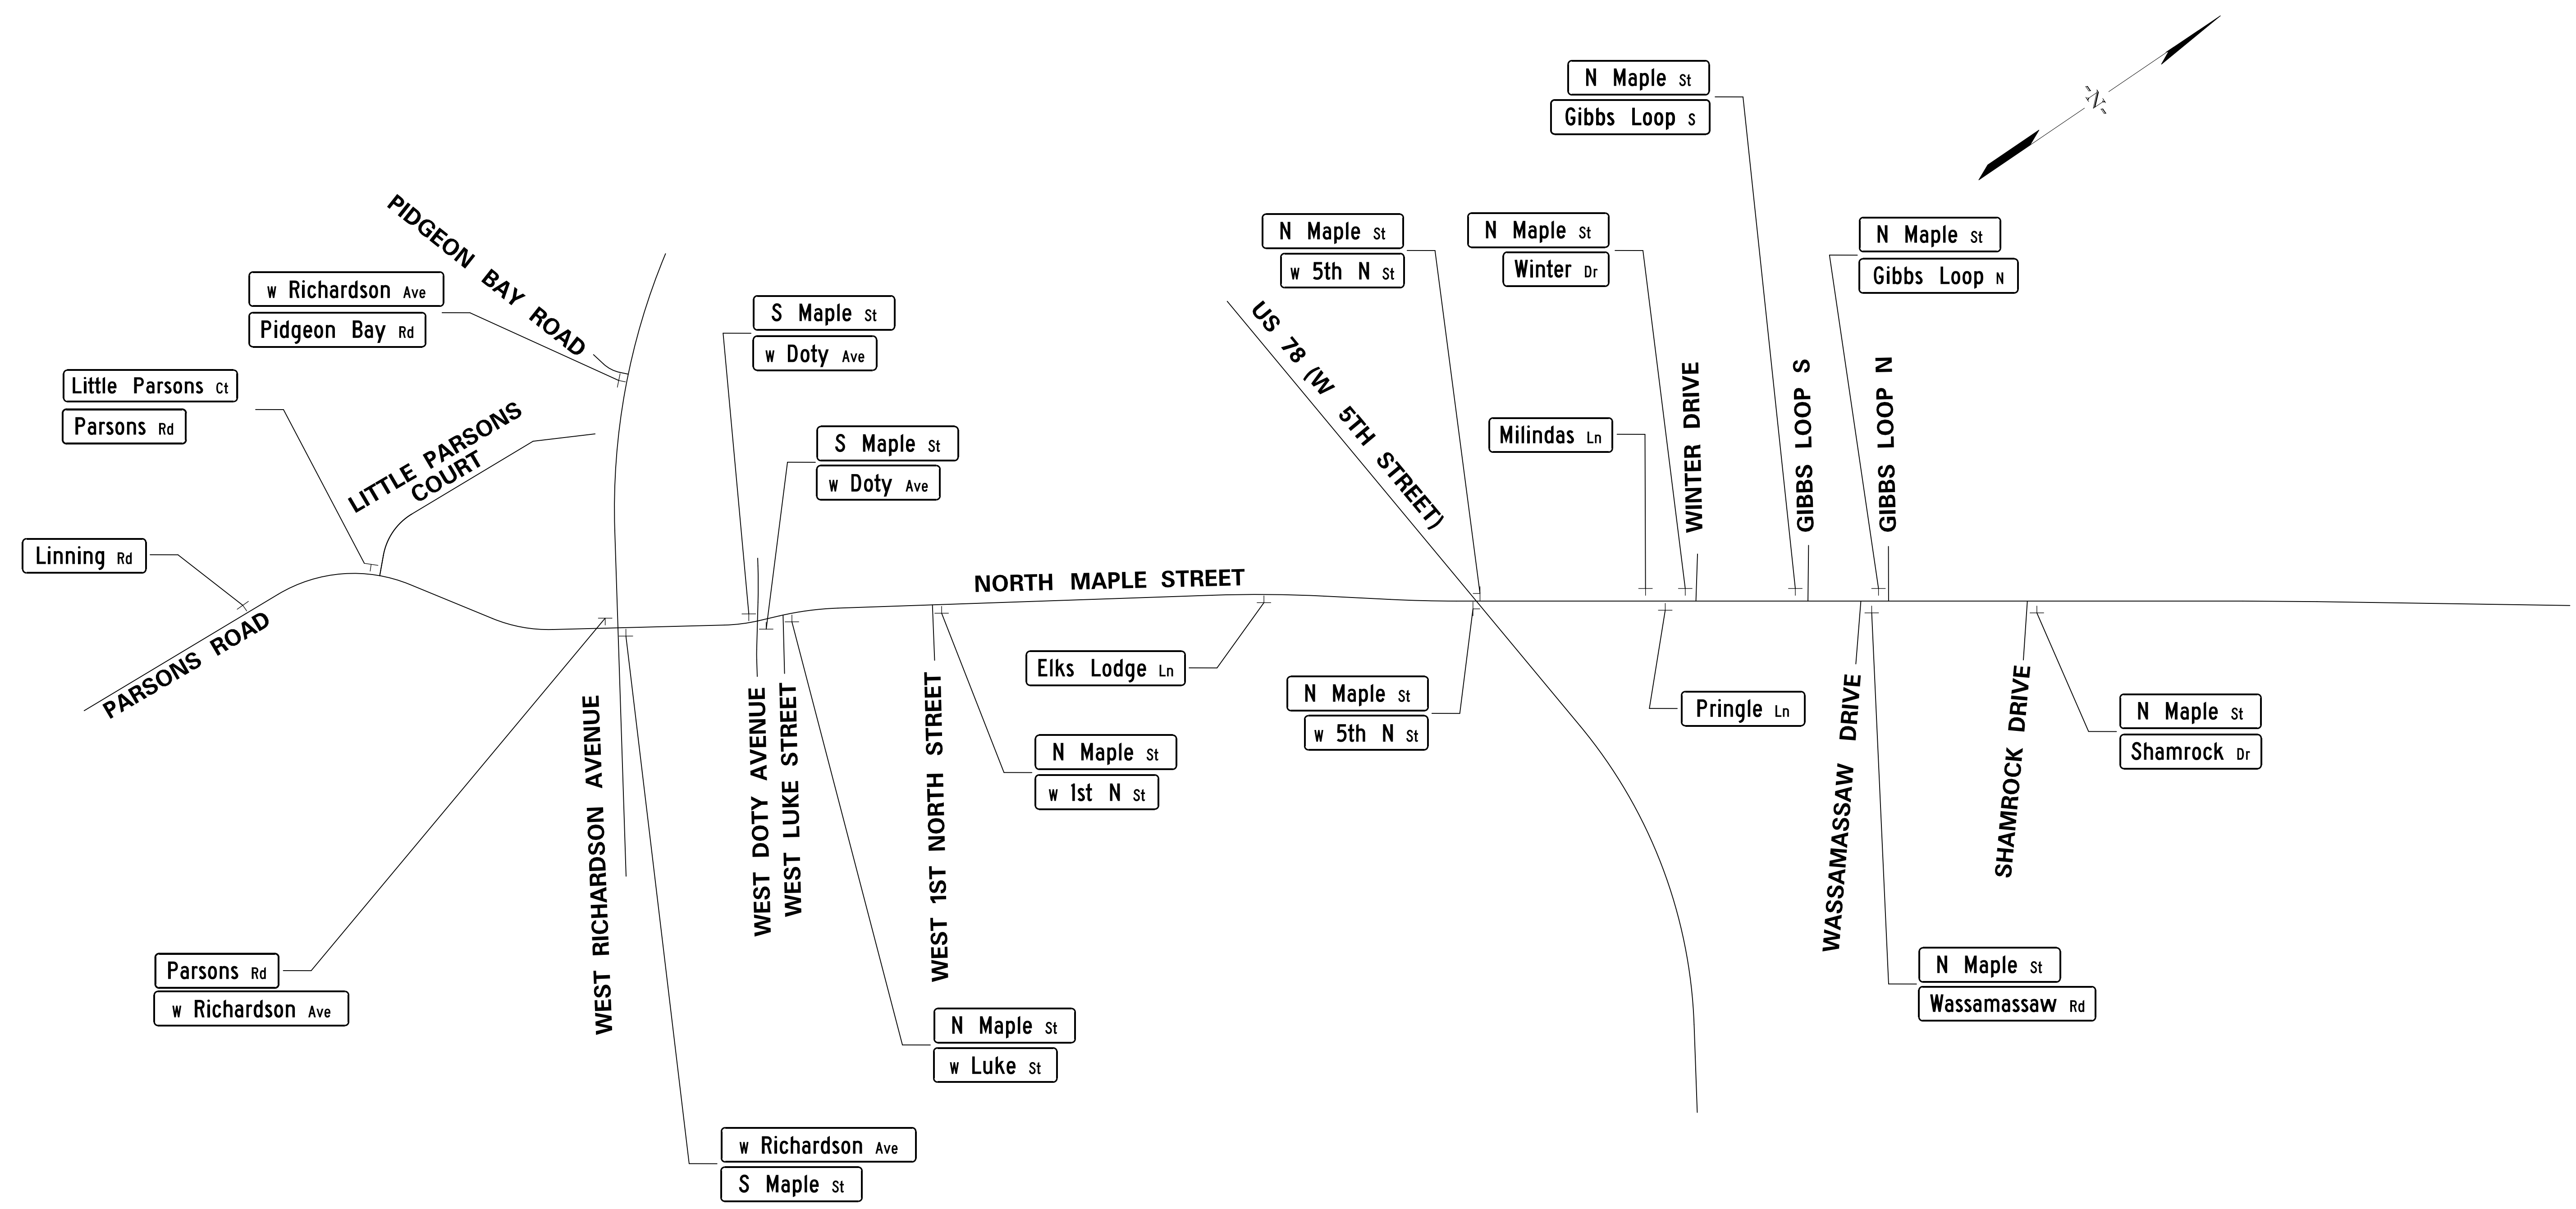 N Maple St
Gibbs Loop S
-N-
PIDGEON BAY ROAD
W Richardson Ave
Pidgeon Bay Rd
S Maple St
W Doty Ave
N Maple St
W 5th N St
N Maple St
Winter Dr
N Maple St
Gibbs Loop N
US 78 (W 5TH STREET)
WINTER DRIVE
GIBBS LOOP S
GIBBS LOOP N
Little Parsons Ct
Parsons Rd
LITTLE PARSONS
COURT
S Maple St
W Doty Ave
Milindas Ln
Linning Rd
PARSONS ROAD
NORTH MAPLE STREET
Elks Lodge Ln
N Maple St
W 5th N St
Pringle Ln
N Maple St
Shamrock Dr
WEST RICHARDSON AVENUE
WEST DOTY AVENUE
WEST LUKE STREET
WEST 1ST NORTH STREET
N Maple St
W 1st N St
WASSAMASSAW DRIVE
SHAMROCK DRIVE
Parsons Rd
W Richardson Ave
N Maple St
Wassamassaw Rd
N Maple St
W Luke St
W Richardson Ave
S Maple St